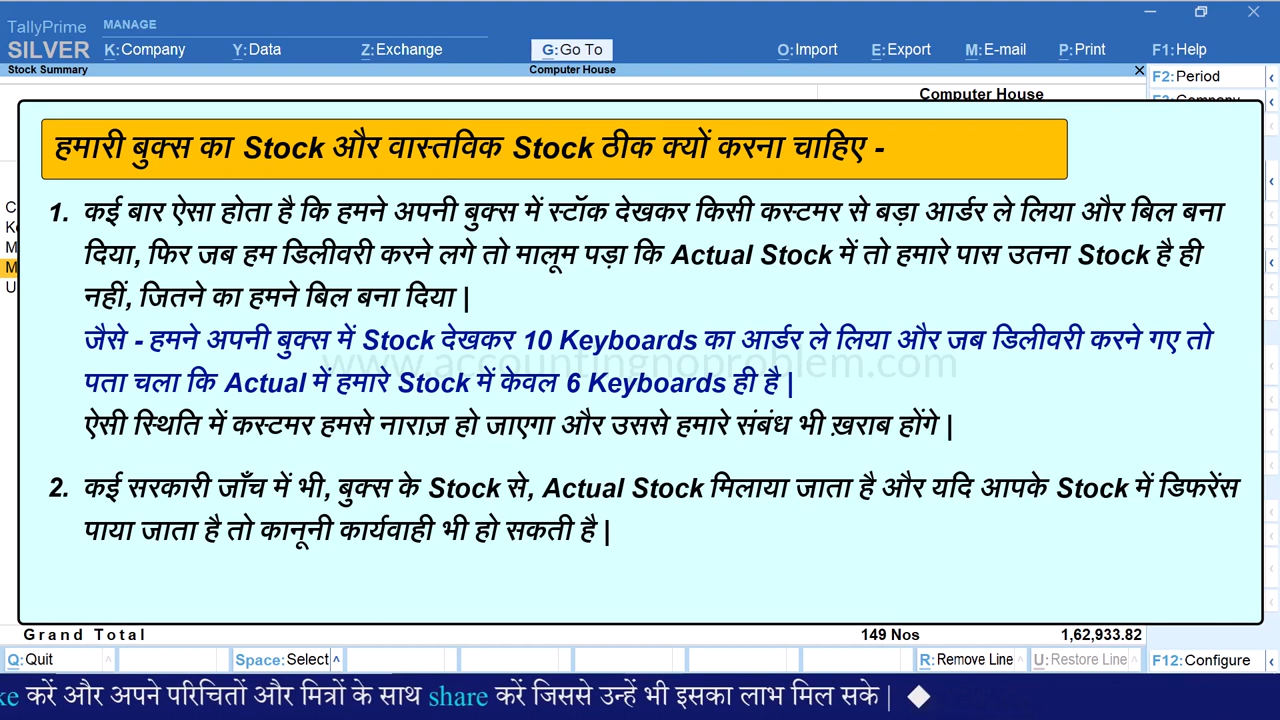 TallyPrime
MANAGE
SILVER
K:Company
Y:Data
Z:Exchange
G:Go To
O:Import
E:Export
M:E-mail
P:Print
F1:Help
Stock Summary
Computer House
F2:Period
Computer House
हमारी बुक्स का Stock और वास्तविक Stock ठीक क्यों करना चाहिए -
1. कई बार ऐसा होता है कि हमने अपनी बुक्स में स्टॉक देखकर किसी कस्टमर से बड़ा आर्डर ले लिया और बिल बना
दिया, फिर जब हम डिलीवरी करने लगे तो मालूम पड़ा कि Actual Stock में तो हमारे पास उतना Stock है ही
नहीं, जितने का हमने बिल बना दिया |
जैसे - हमने अपनी बुक्स में Stock देखकर 10 Keyboards का आर्डर ले लिया और जब डिलीवरी करने गए तो
www.accountingnoproblem.com
पता चला कि Actual में हमारे Stock में केवल 6 Keyboards ही है |
ऐसी स्थिति में कस्टमर हमसे नाराज़ हो जाएगा और उससे हमारे संबंध भी ख़राब होंगे |
2. कई सरकारी जाँच में भी, बुक्स के Stock से, Actual Stock मिलाया जाता है और यदि आपके Stock में डिफरेंस
पाया जाता है तो कानूनी कार्यवाही भी हो सकती है |
Grand Total
149 Nos
1,62,933.82
Q:Quit
Space:Select
R:Remove Line
U:Restore Line
F12:Configure
ke करें और अपने परिचितों और मित्रों के साथ share करें जिससे उन्हें भी इसका लाभ मिल सके |